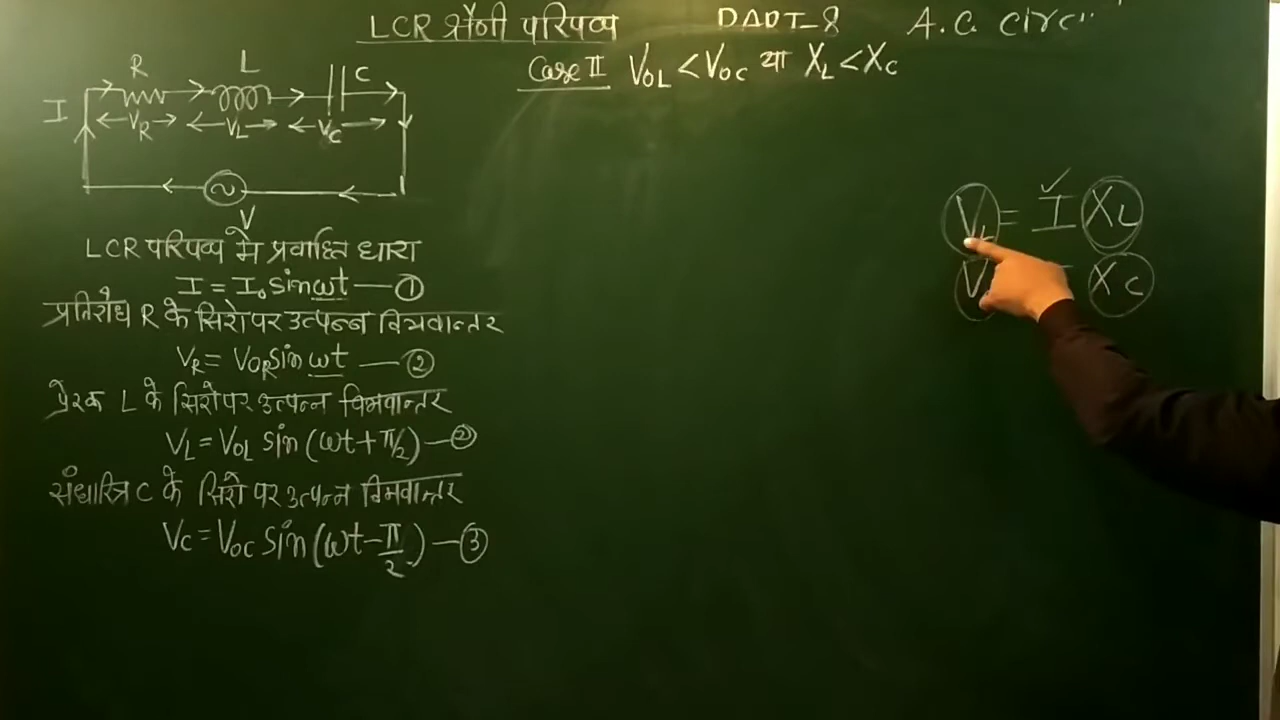 LCR श्रेणी परिपथ PART-8 A.C. Circ
Case II V₀L < V₀C या XL < XC
R L C
I VR VL VC
V
LCR परिपथ में प्रवाहित धारा
I = I₀ sinωt — ①
प्रतिरोध R के सिरो पर उत्पन्न विभवान्तर
VR = V₀R sin ωt — ②
प्रेरक L के सिरो पर उत्पन्न विभवान्तर
VL = V₀L sin (ωt + π/2) — ②
संधारित्र C के सिरो पर उत्पन्न विभवान्तर
VC = V₀C sin (ωt - π/2) — ③
VL = I XL
V XC